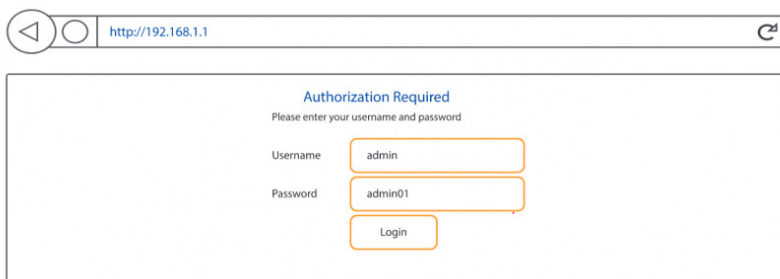 http://192.168.1.1
Authorization Required
Please enter your username and password
Username admin
Password admin01
Login